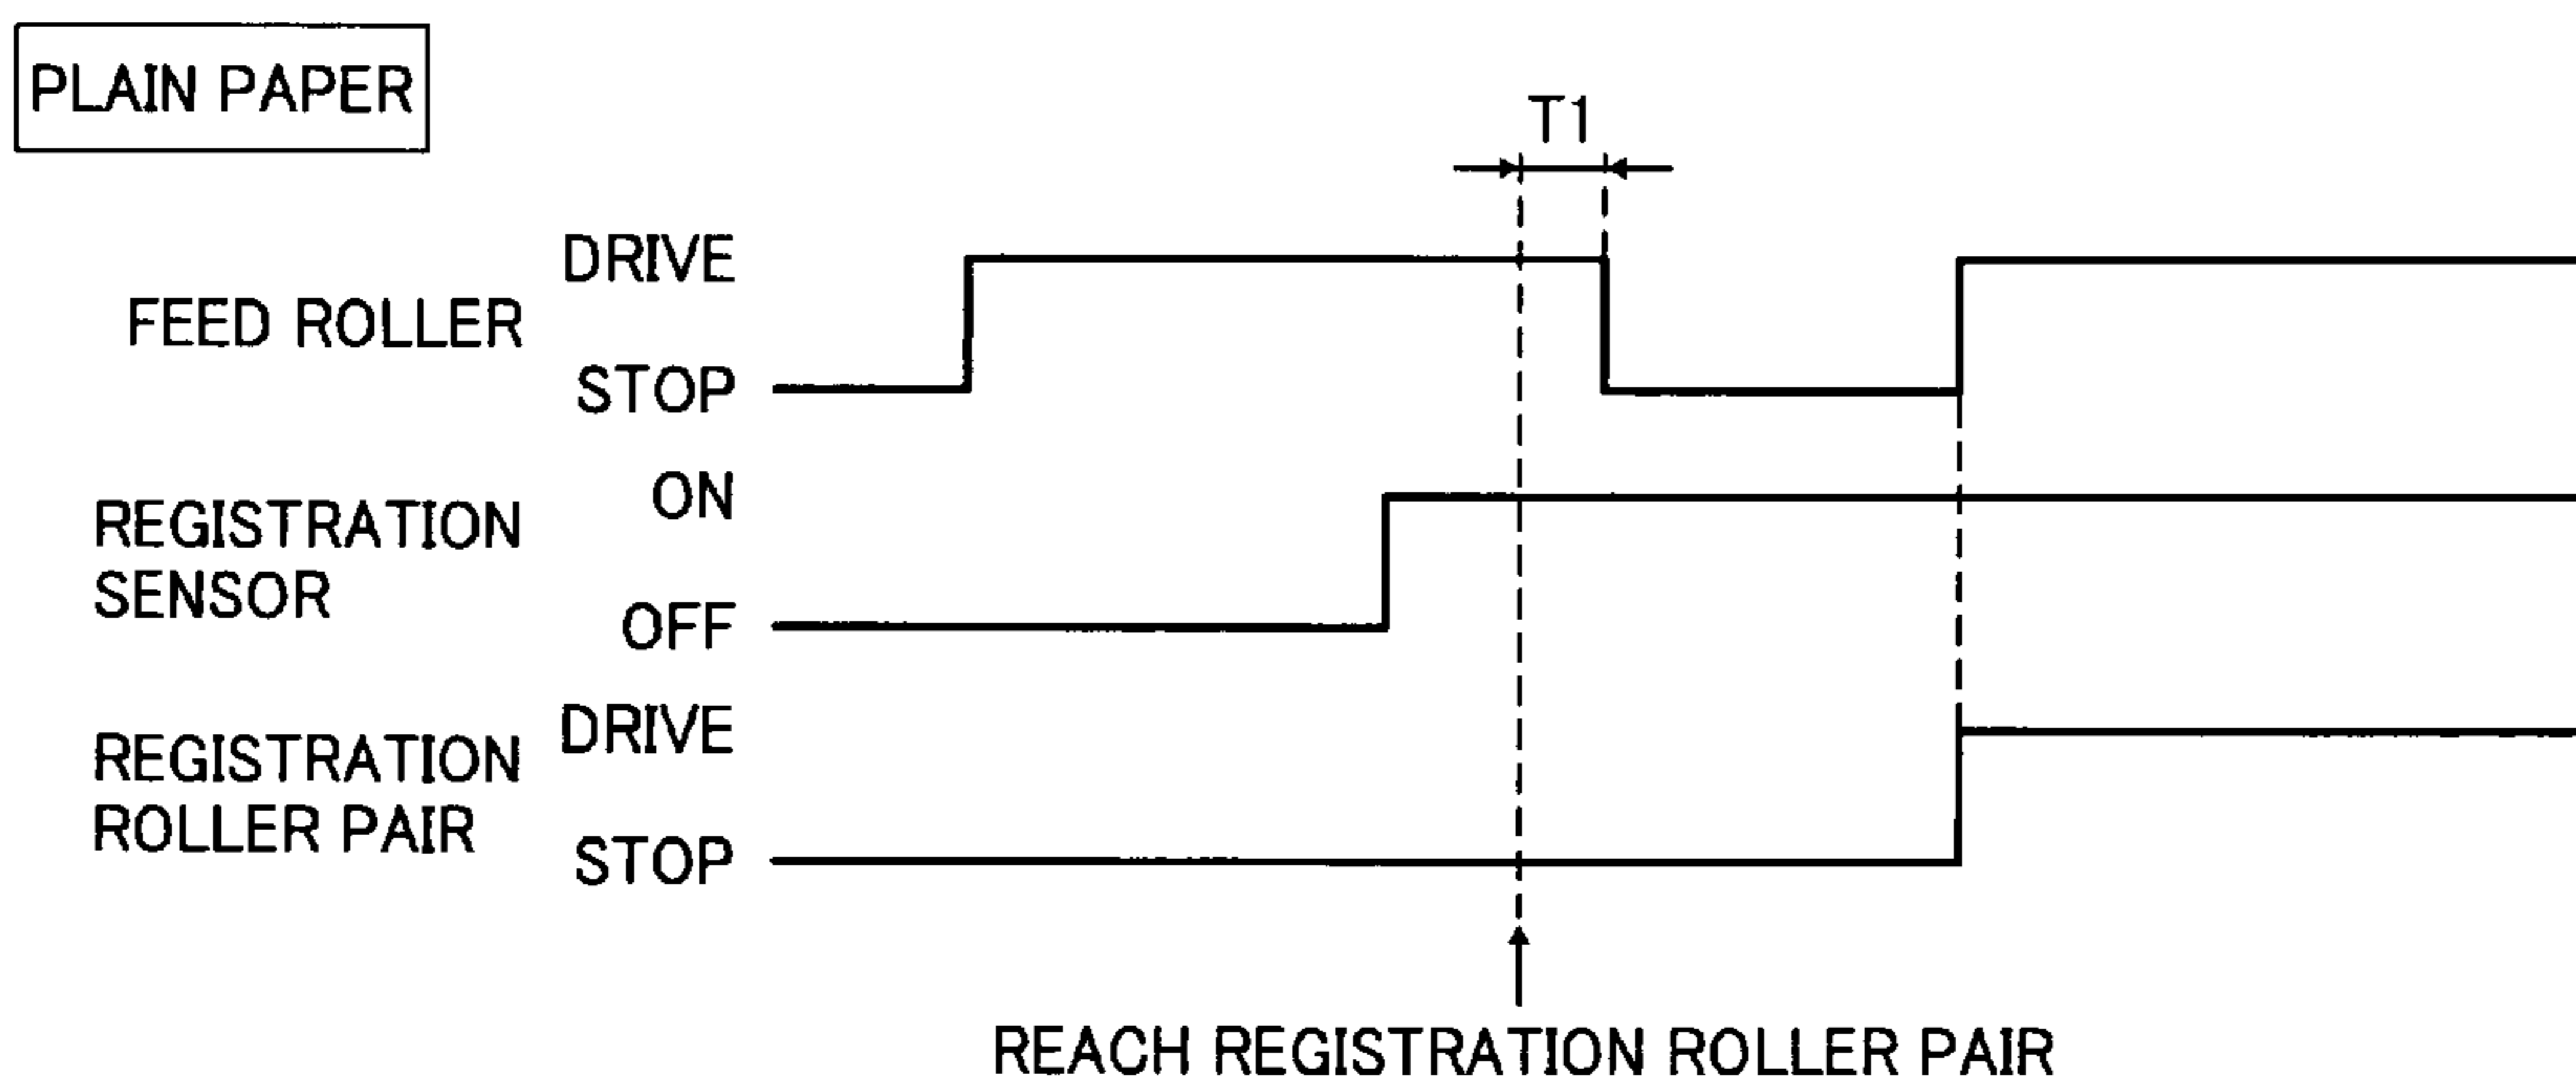 PLAIN PAPER
T1
DRIVE
FEED ROLLER
STOP
ON
REGISTRATION
SENSOR
OFF
DRIVE
REGISTRATION
ROLLER PAIR
STOP
REACH REGISTRATION ROLLER PAIR